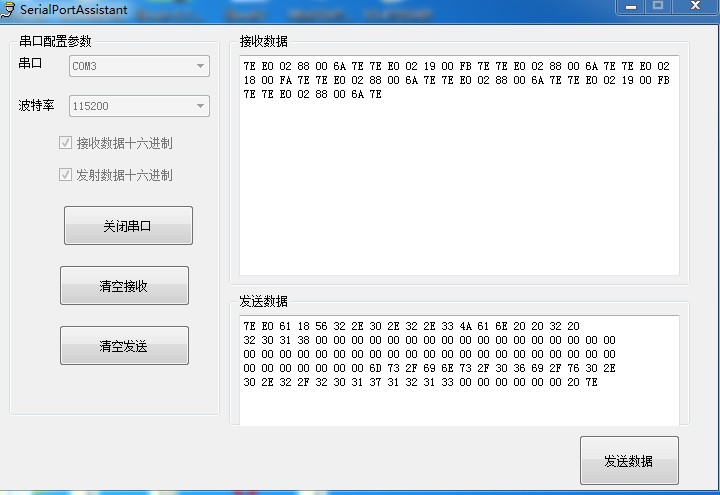 SerialPortAssistant
串口配置参数
串口
COM3
波特率
115200
接收数据十六进制
发射数据十六进制
关闭串口
清空接收
清空发送
接收数据
7E E0 02 88 00 6A 7E 7E E0 02 19 00 FB 7E 7E E0 02 88 00 6A 7E 7E E0 02
18 00 FA 7E 7E E0 02 88 00 6A 7E 7E E0 02 88 00 6A 7E 7E E0 02 19 00 FB
7E 7E E0 02 88 00 6A 7E
发送数据
7E E0 61 18 56 32 2E 30 2E 32 2E 33 4A 61 6E 20 20 32 20
32 30 31 38 00 00 00 00 00 00 00 00 00 00 00 00 00 00 00 00 00
00 00 00 00 00 00 00 00 00 00 00 00 00 00 00 00 00 00 00 00 00
00 00 00 00 00 00 00 6D 73 2F 69 6E 73 2F 30 36 69 2F 76 30 2E
30 2E 32 2F 32 30 31 37 31 32 31 33 00 00 00 00 00 00 20 7E
发送数据